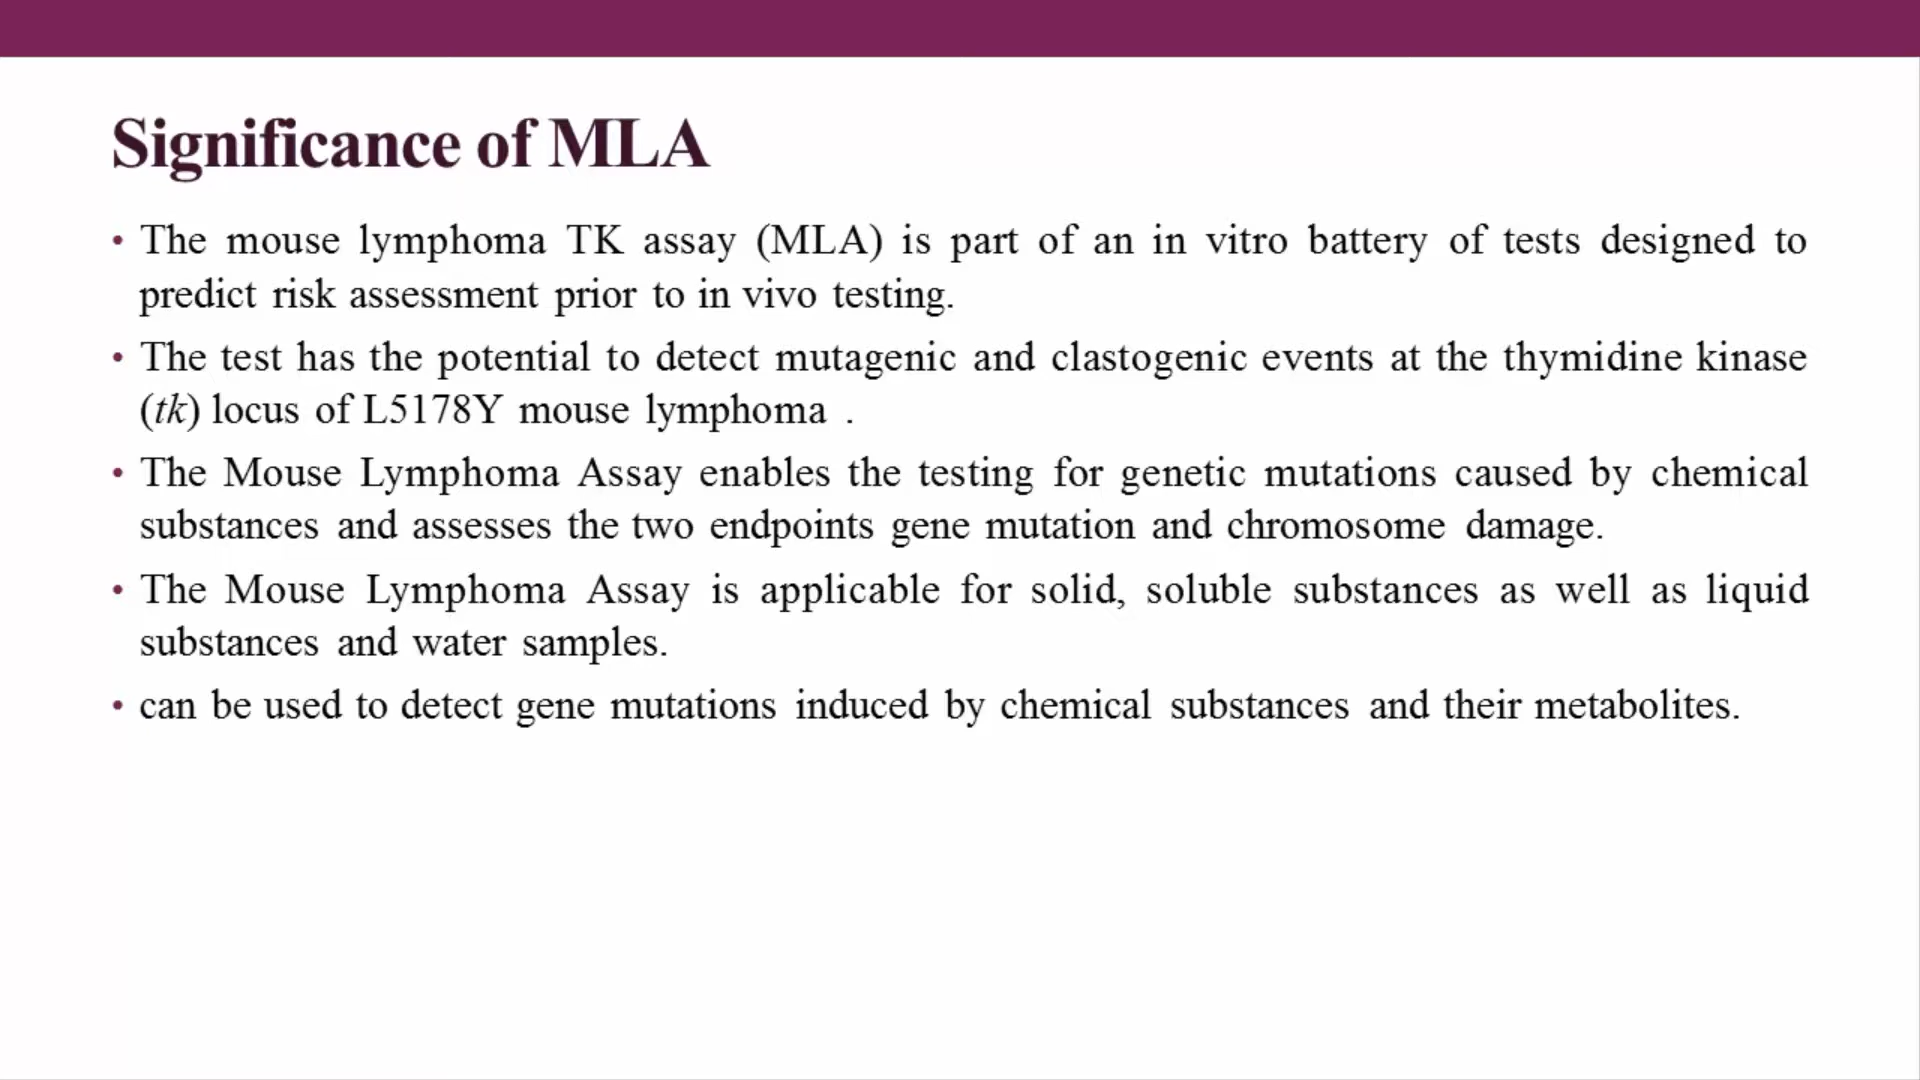 Significance of MLA
• The mouse lymphoma TK assay (MLA) is part of an in vitro battery of tests designed to
predict risk assessment prior to in vivo testing.
• The test has the potential to detect mutagenic and clastogenic events at the thymidine kinase
(tk) locus of L5178Y mouse lymphoma .
• The Mouse Lymphoma Assay enables the testing for genetic mutations caused by chemical
substances and assesses the two endpoints gene mutation and chromosome damage.
• The Mouse Lymphoma Assay is applicable for solid, soluble substances as well as liquid
substances and water samples.
• can be used to detect gene mutations induced by chemical substances and their metabolites.